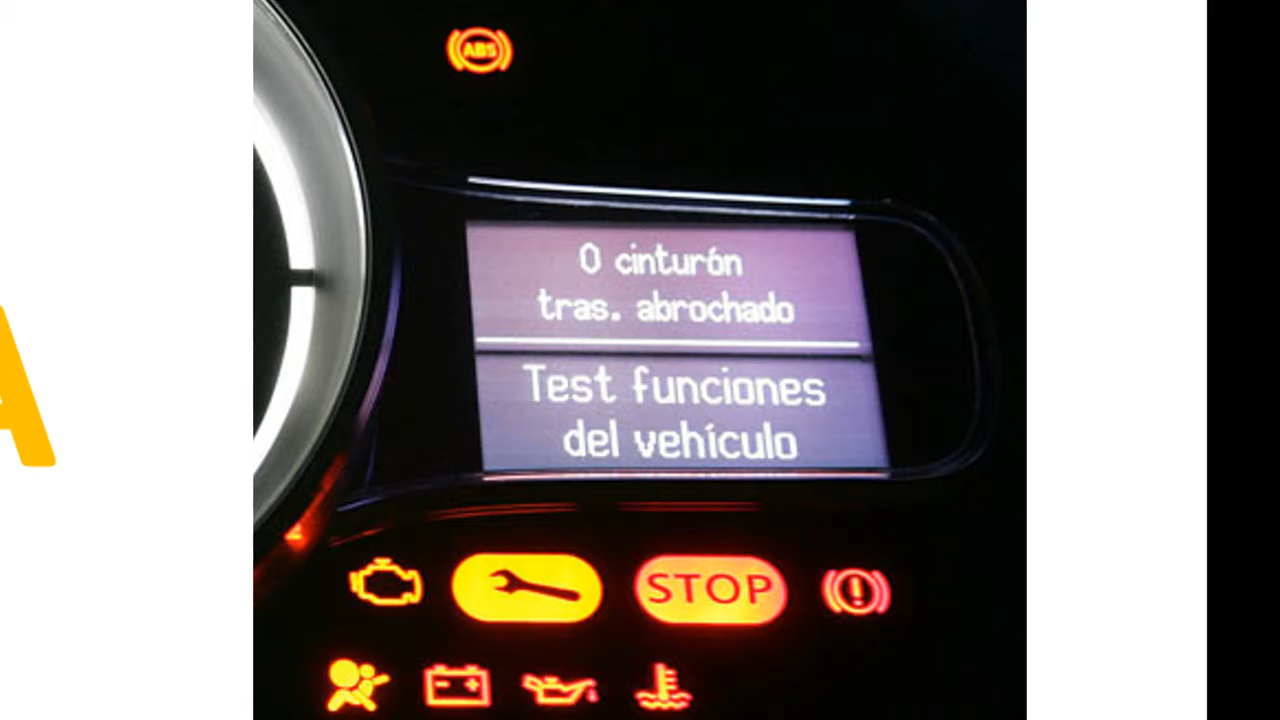 A
ABS
0 cinturón
tras. abrochado
Test funciones
del vehículo
STOP